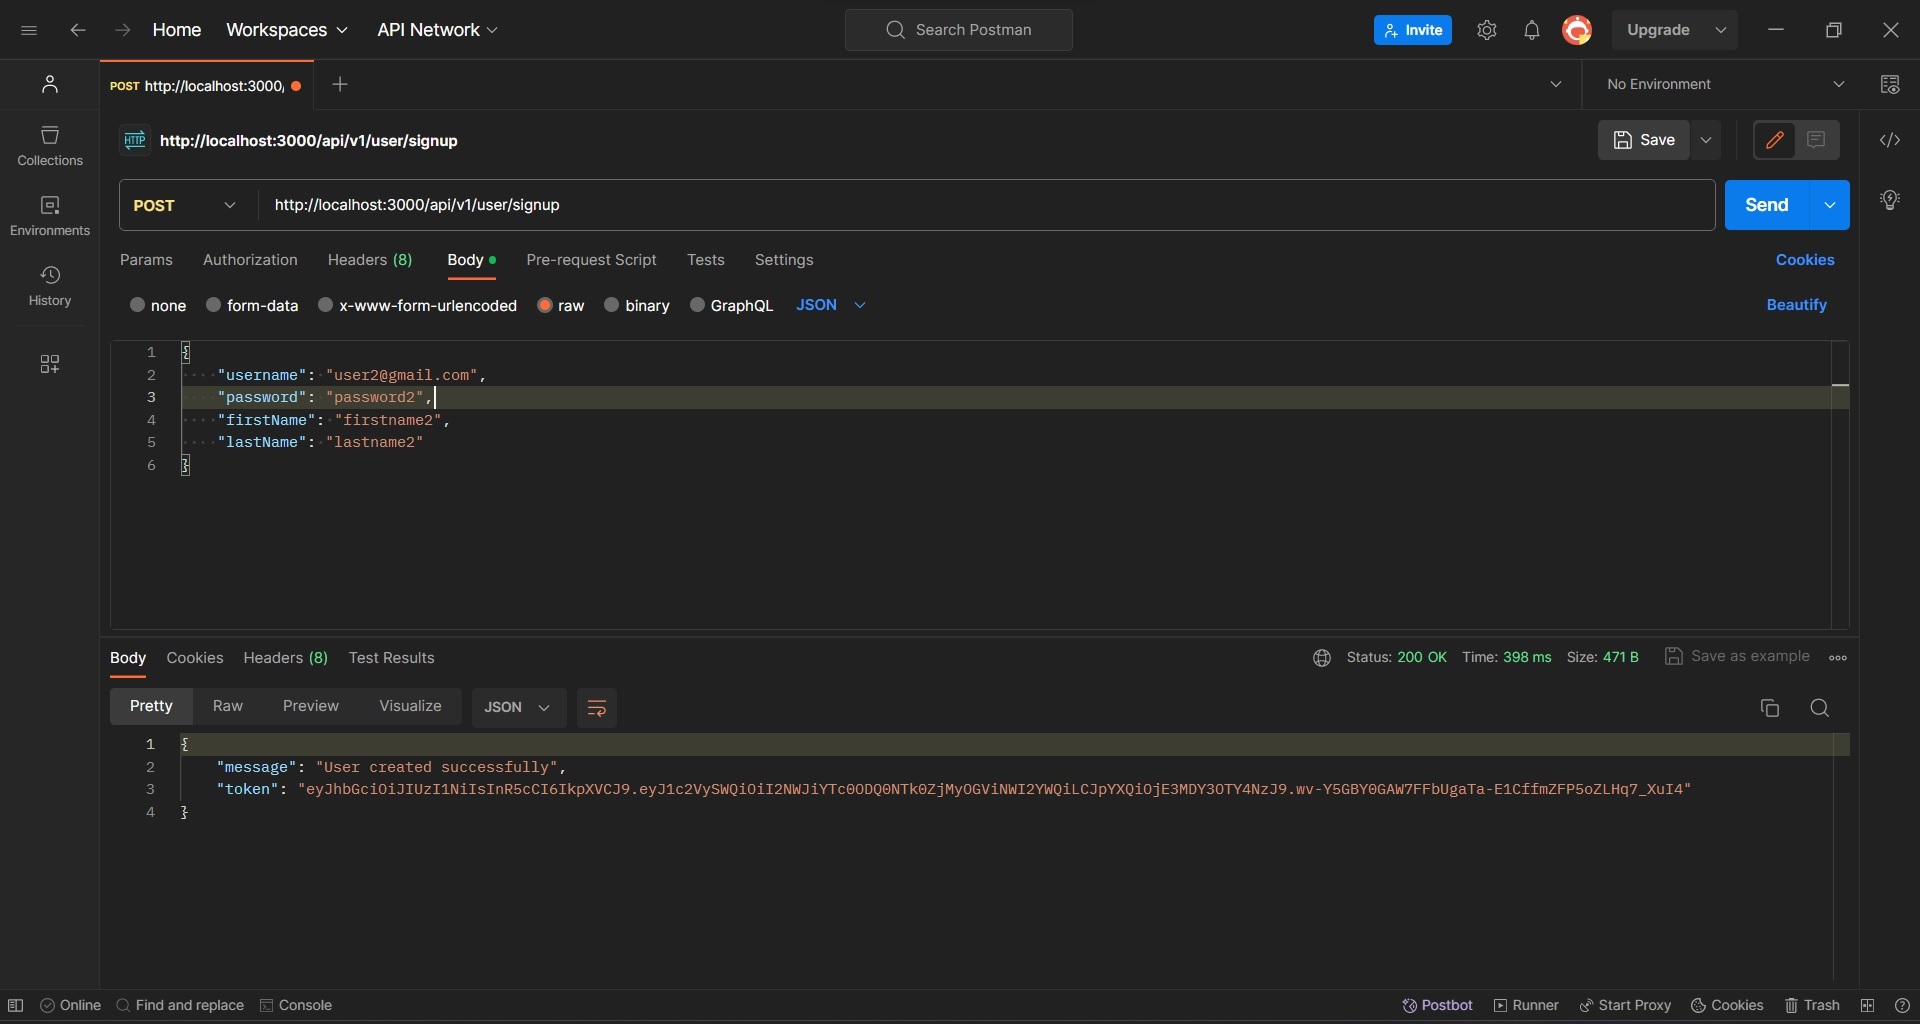 Home Workspaces API Network Search Postman Invite Upgrade
POST http://localhost:3000/ No Environment
HTTP http://localhost:3000/api/v1/user/signup Save
Collections
Environments
History
POST http://localhost:3000/api/v1/user/signup Send
Params Authorization Headers (8) Body Pre-request Script Tests Settings Cookies
none form-data x-www-form-urlencoded raw binary GraphQL JSON Beautify
1 {
2 "username": "user2@gmail.com",
3 "password": "password2",
4 "firstName": "firstname2",
5 "lastName": "lastname2"
6 }
Body Cookies Headers (8) Test Results Status: 200 OK Time: 398 ms Size: 471 B Save as example
Pretty Raw Preview Visualize JSON
1 {
2 "message": "User created successfully",
3 "token": "eyJhbGciOiJIUzI1NiIsInR5cCI6IkpXVCJ9.eyJ1c2VySWQiOiI2NWJiYTc0ODQ0NTk0ZjMyOGViNWI2YWQiLCJpYXQiOjE3MDY3OTY4NzJ9.wv-Y5GBY0GAW7FFbUgaTa-E1CffmZFP5oZLHq7_XuI4"
4 }
Online Find and replace Console Postbot Runner Start Proxy Cookies Trash